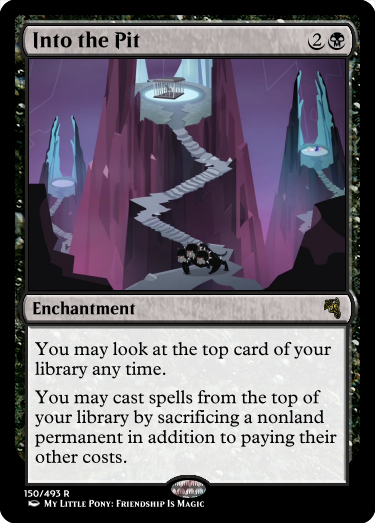 Into the Pit 2
Enchantment
You may look at the top card of your
library any time.
You may cast spells from the top of
your library by sacrificing a nonland
permanent in addition to paying their
other costs.
150/493 R
My Little Pony: Friendship Is Magic